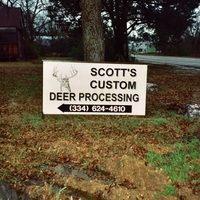 SCOTT'S
CUSTOM
DEER PROCESSING
(334) 624-4610